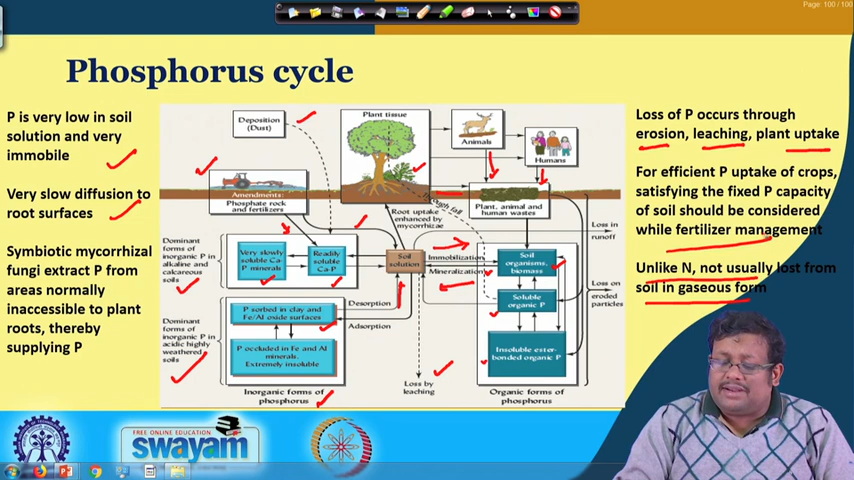 Page: 100 / 100
Phosphorus cycle
P is very low in soil
solution and very
immobile
Very slow diffusion to
root surfaces
Symbiotic mycorrhizal
fungi extract P from
areas normally
inaccessible to plant
roots, thereby
supplying P
Deposition
(Dust)
Plant tissue
Animals
Humans
Amendments
Phosphate rock
and fertilizers
Through fall
Plant, animal and
human wastes
Root uptake
enhanced by
mycorrhizae
Loss in
runoff
Dominant
forms of
inorganic P in
alkaline and
calcareous
soils
Very slowly
soluble Ca-
P minerals
Readily
soluble
Ca-P
Soil
solution
Immobilization
Mineralization
Soil
organisms,
biomass
Soluble
organic P
Loss on
eroded
particles
Desorption
Adsorption
Dominant
forms of
inorganic P in
acidic highly
weathered
soils
P sorbed in clay and
Fe/Al oxide surfaces
P occluded in Fe and Al
minerals.
Extremely insoluble
Insoluble ester-
bonded organic P
Loss by
leaching
Inorganic forms of
phosphorus
Organic forms of
phosphorus
Loss of P occurs through
erosion, leaching, plant uptake
For efficient P uptake of crops,
satisfying the fixed P capacity
of soil should be considered
while fertilizer management
Unlike N, not usually lost from
soil in gaseous form
FREE ONLINE EDUCATION
swayam